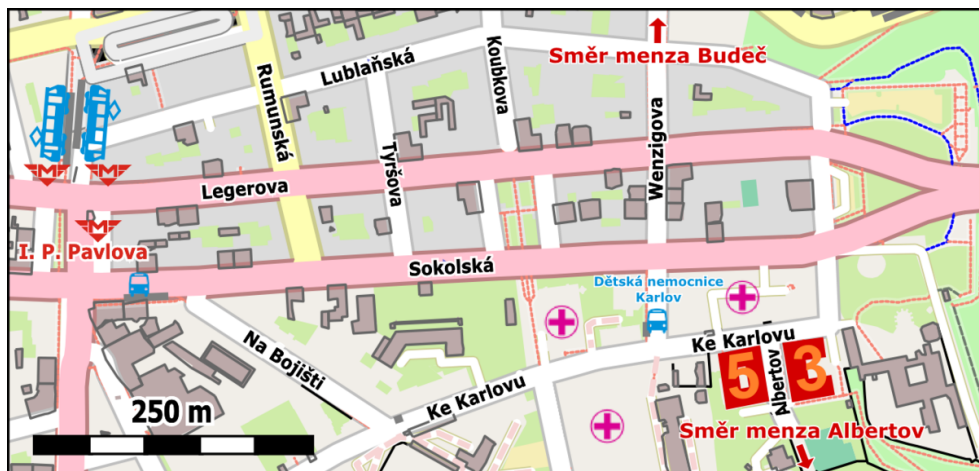 Směr menza Budeč
Lublaňská
Koubkova
Rumunská
Tyršova
Wenzigova
Legerova
I. P. Pavlova
Sokolská
Dětská nemocnice
Karlov
Ke Karlovu
Na Bojišti
5
Albertov
3
Ke Karlovu
250 m
Směr menza Albertov